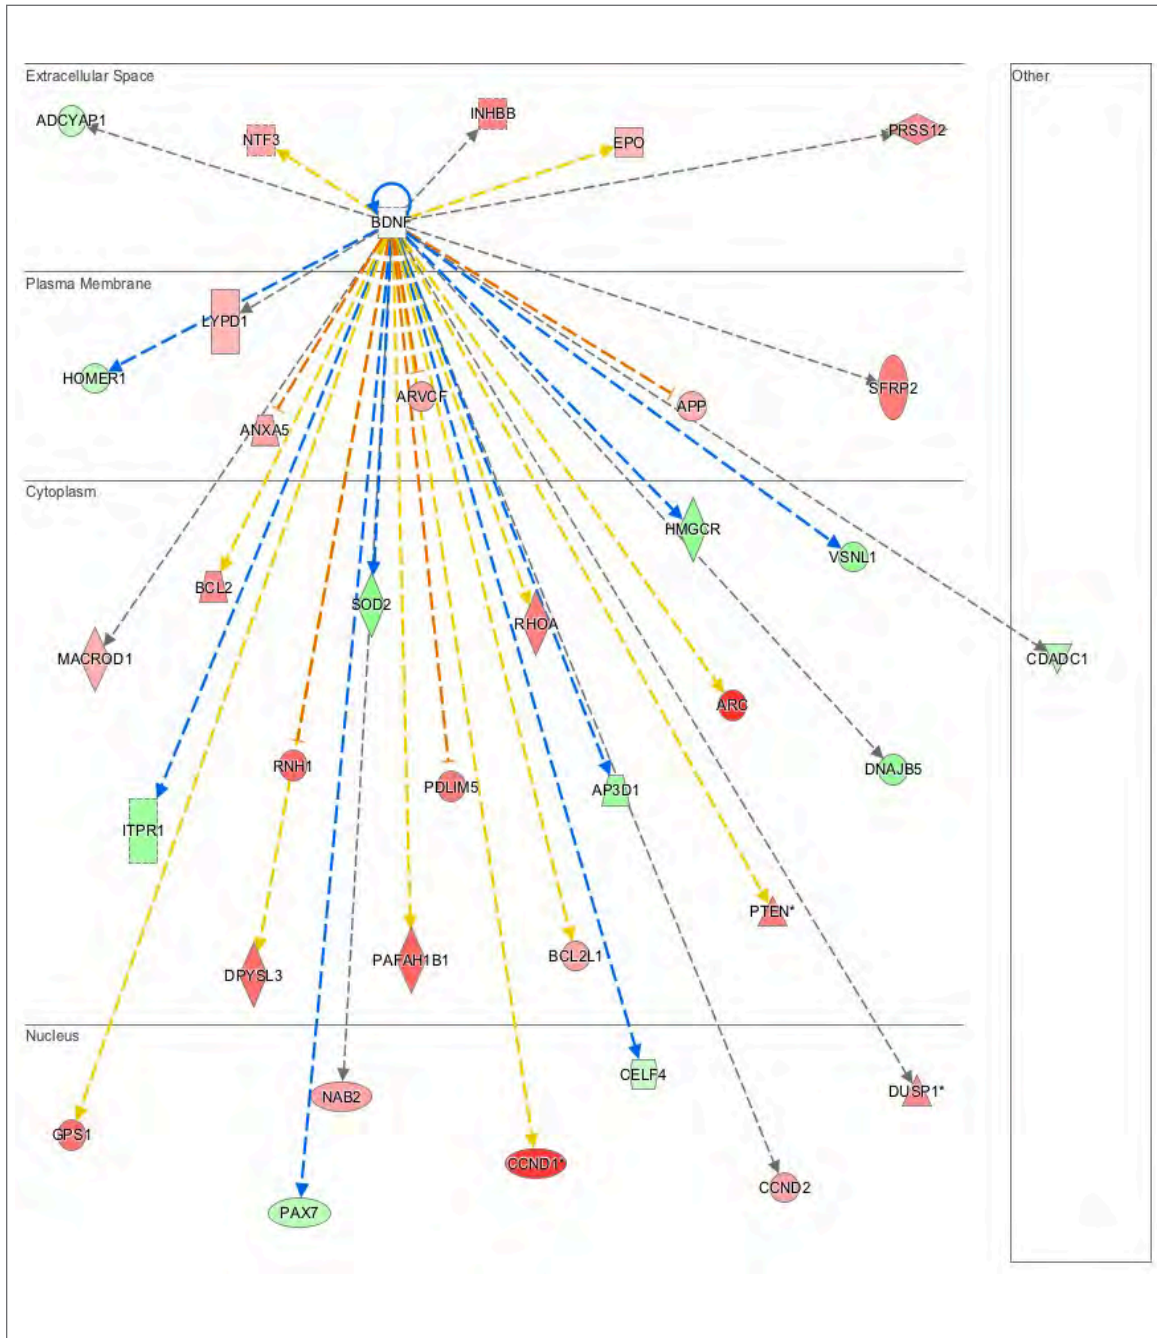 Extracellular Space
Other
ADCYAP1
NTF3
INHBB
EPO
PRSS12
BDNF
Plasma Membrane
LYPD1
HOMER1
ANXA5
ARVCF
APP
SFRP2
Cytoplasm
HMGCR
VSNL1
BCL2
SOD2
RHOA
MACROD1
CDADC1
ARC
RNH1
PDLIM5
AP3D1
DNAJB5
ITPR1
PTEN*
DPYSL3
PAFAH1B1
BCL2L1
Nucleus
CELF4
NAB2
DUSP1*
GPS1
CCND1*
CCND2
PAX7